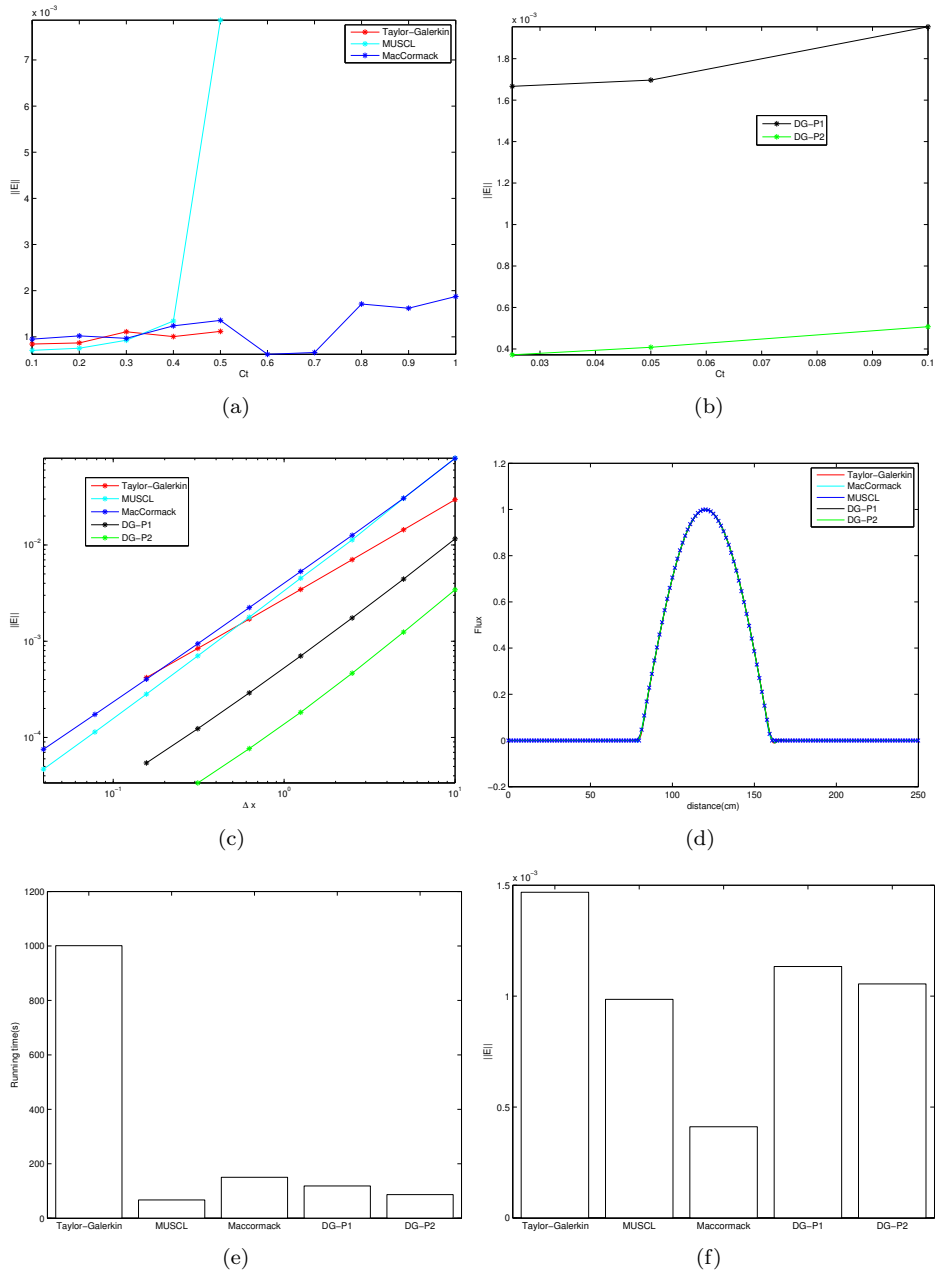 x 10⁻³
7
6
5
4
3
2
1
||E||
0.1 0.2 0.3 0.4 0.5 0.6 0.7 0.8 0.9 1
Ct
Taylor−Galerkin
MUSCL
MacCormack
(a)
x 10⁻³
1.8
1.6
1.4
1.2
1
0.8
0.6
0.4
||E||
0.03 0.04 0.05 0.06 0.07 0.08 0.09 0.1
Ct
DG−P1
DG−P2
(b)
10⁻²
10⁻³
10⁻⁴
||E||
10⁻¹ 10⁰ 10¹
Δ x
Taylor−Galerkin
MUSCL
MacCormack
DG−P1
DG−P2
(c)
1.2
1
0.8
0.6
0.4
0.2
0
−0.2
Flux
0 50 100 150 200 250
distance(cm)
Taylor−Galerkin
MacCormack
MUSCL
DG−P1
DG−P2
(d)
1200
1000
800
600
400
200
0
Running time(s)
Taylor−Galerkin MUSCL Maccormack DG−P1 DG−P2
(e)
x 10⁻³
1.5
1
0.5
0
||E||
Taylor−Galerkin MUSCL Maccormack DG−P1 DG−P2
(f)